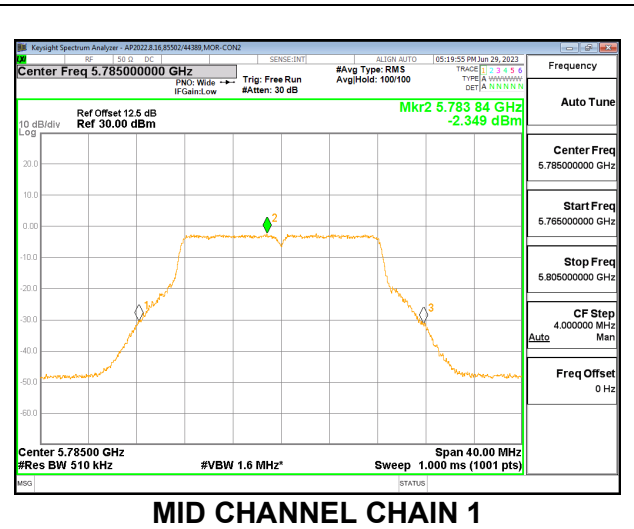 Keysight Spectrum Analyzer - AP2022.8.16,85502/44389,MOR-CON2
RF 50 Ω DC SENSE:INT ALIGN AUTO 05:19:55 PM Jun 29, 2023
Center Freq 5.785000000 GHz
PNO: Wide
IFGain:Low
Trig: Free Run
#Atten: 30 dB
#Avg Type: RMS
Avg|Hold: 100/100
TRACE 1 2 3 4 5 6
TYPE A WWWWW
DET A N N N N N
Frequency
Auto Tune
Center Freq
5.785000000 GHz
Start Freq
5.765000000 GHz
Stop Freq
5.805000000 GHz
CF Step
4.000000 MHz
Auto Man
Freq Offset
0 Hz
Mkr2 5.783 84 GHz
-2.349 dBm
Ref Offset 12.5 dB
10 dB/div Ref 30.00 dBm
Log
20.0
10.0
0.00
-10.0
-20.0
-30.0
-40.0
-50.0
-60.0
1
2
3
Center 5.78500 GHz Span 40.00 MHz
#Res BW 510 kHz #VBW 1.6 MHz* Sweep 1.000 ms (1001 pts)
MSG STATUS
MID CHANNEL CHAIN 1